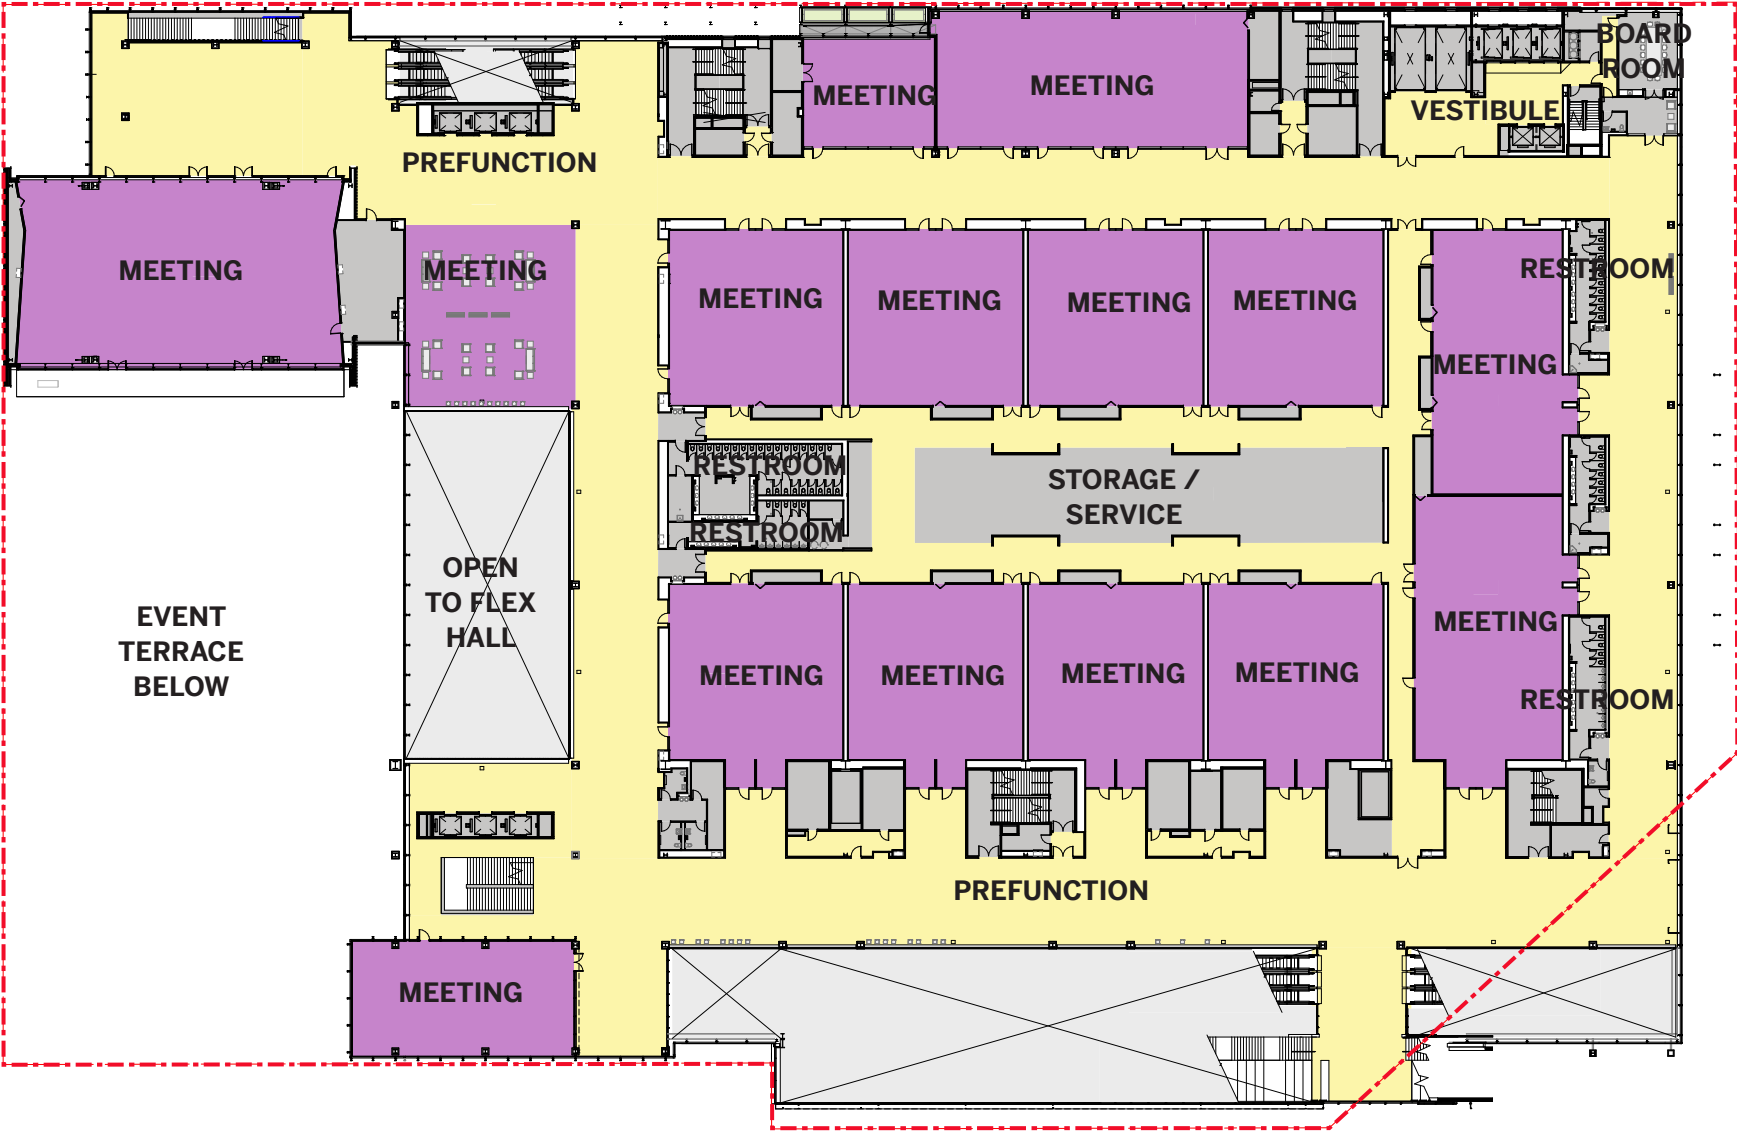 BOARD
ROOM
MEETING
MEETING
VESTIBULE
PREFUNCTION
MEETING
MEETING
RESTROOM
MEETING
MEETING
MEETING
MEETING
MEETING
RESTROOM
STORAGE /
SERVICE
RESTROOM
OPEN
TO FLEX
HALL
EVENT
TERRACE
BELOW
MEETING
MEETING
MEETING
MEETING
MEETING
RESTROOM
PREFUNCTION
MEETING